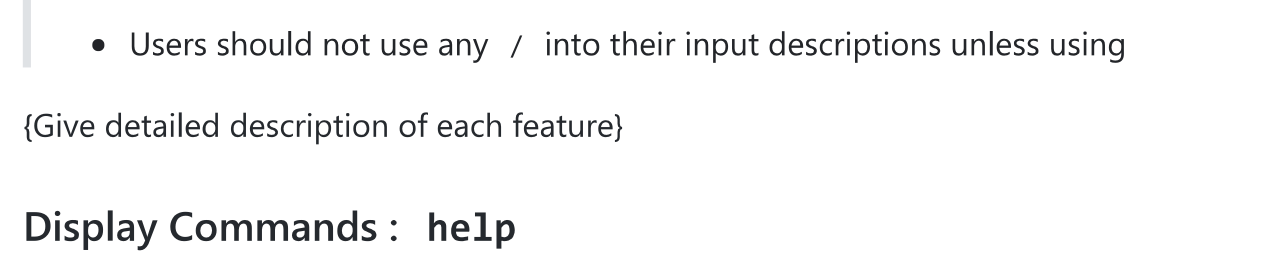 • Users should not use any / into their input descriptions unless using
{Give detailed description of each feature}
Display Commands : help